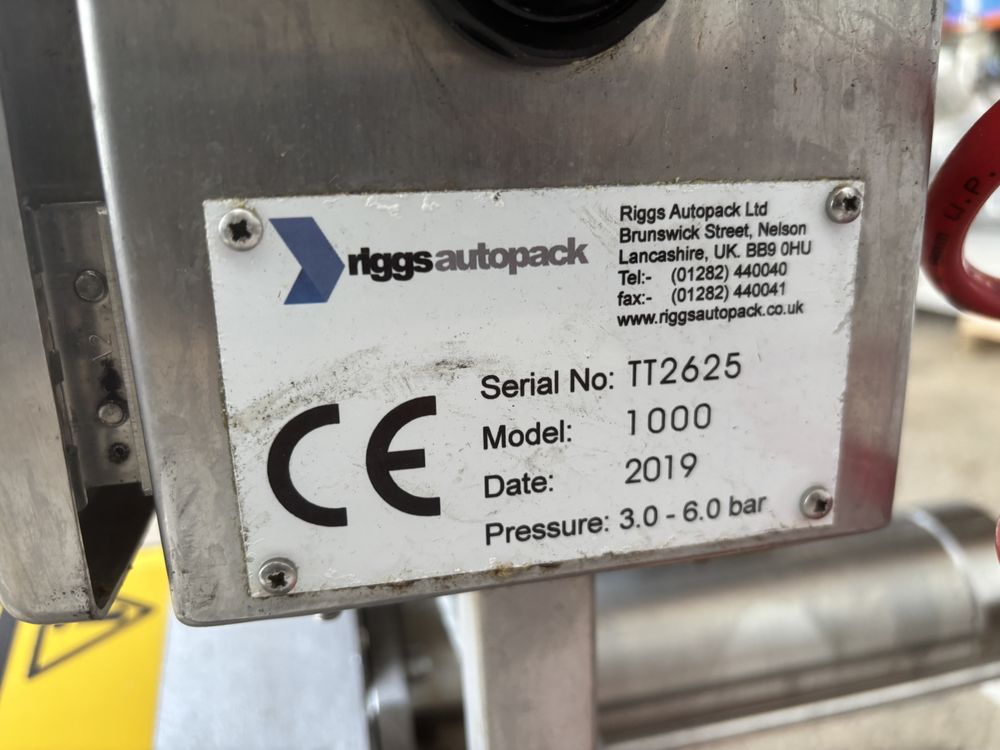 riggsautopack
Riggs Autopack Ltd
Brunswick Street, Nelson
Lancashire, UK. BB9 0HU
Tel:- (01282) 440040
fax:- (01282) 440041
www.riggsautopack.co.uk
CE
Serial No: TT2625
Model: 1000
Date: 2019
Pressure: 3.0 - 6.0 bar
A2
W.P.